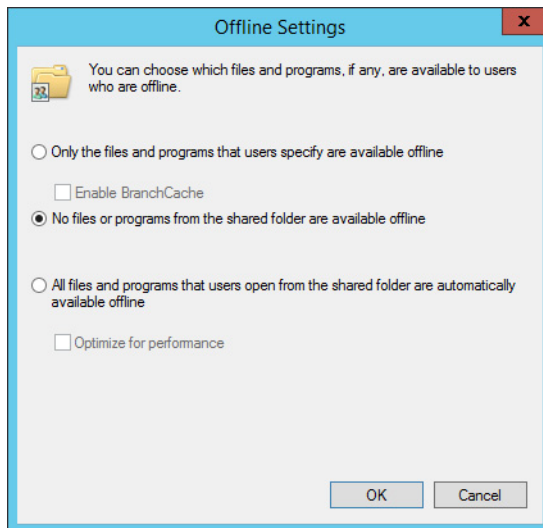 Offline Settings
x
You can choose which files and programs, if any, are available to users
who are offline.
Only the files and programs that users specify are available offline
Enable BranchCache
No files or programs from the shared folder are available offline
All files and programs that users open from the shared folder are automatically
available offline
Optimize for performance
OK
Cancel